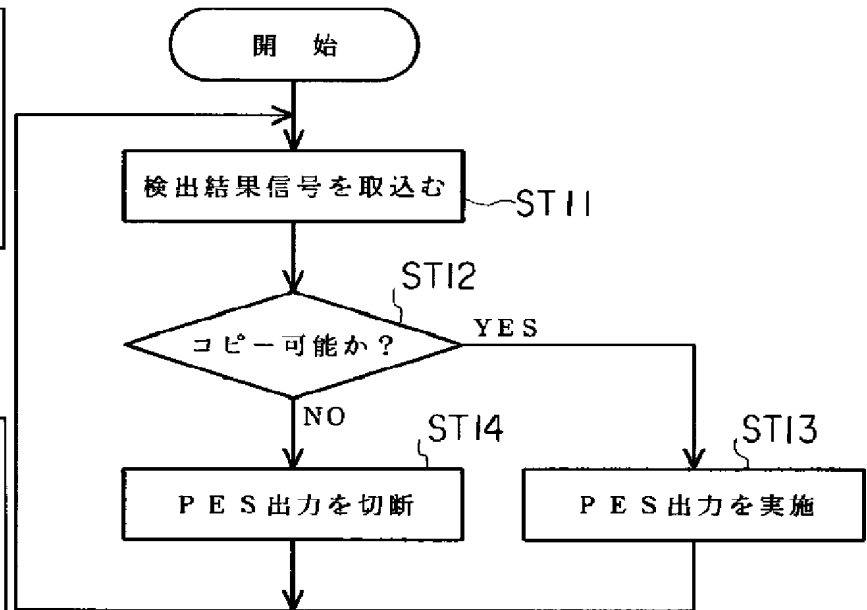 開 始
検出結果信号を取込む
ST11
ST12
コピー可能か？
YES
NO
ST14
ST13
PES出力を切断
PES出力を実施